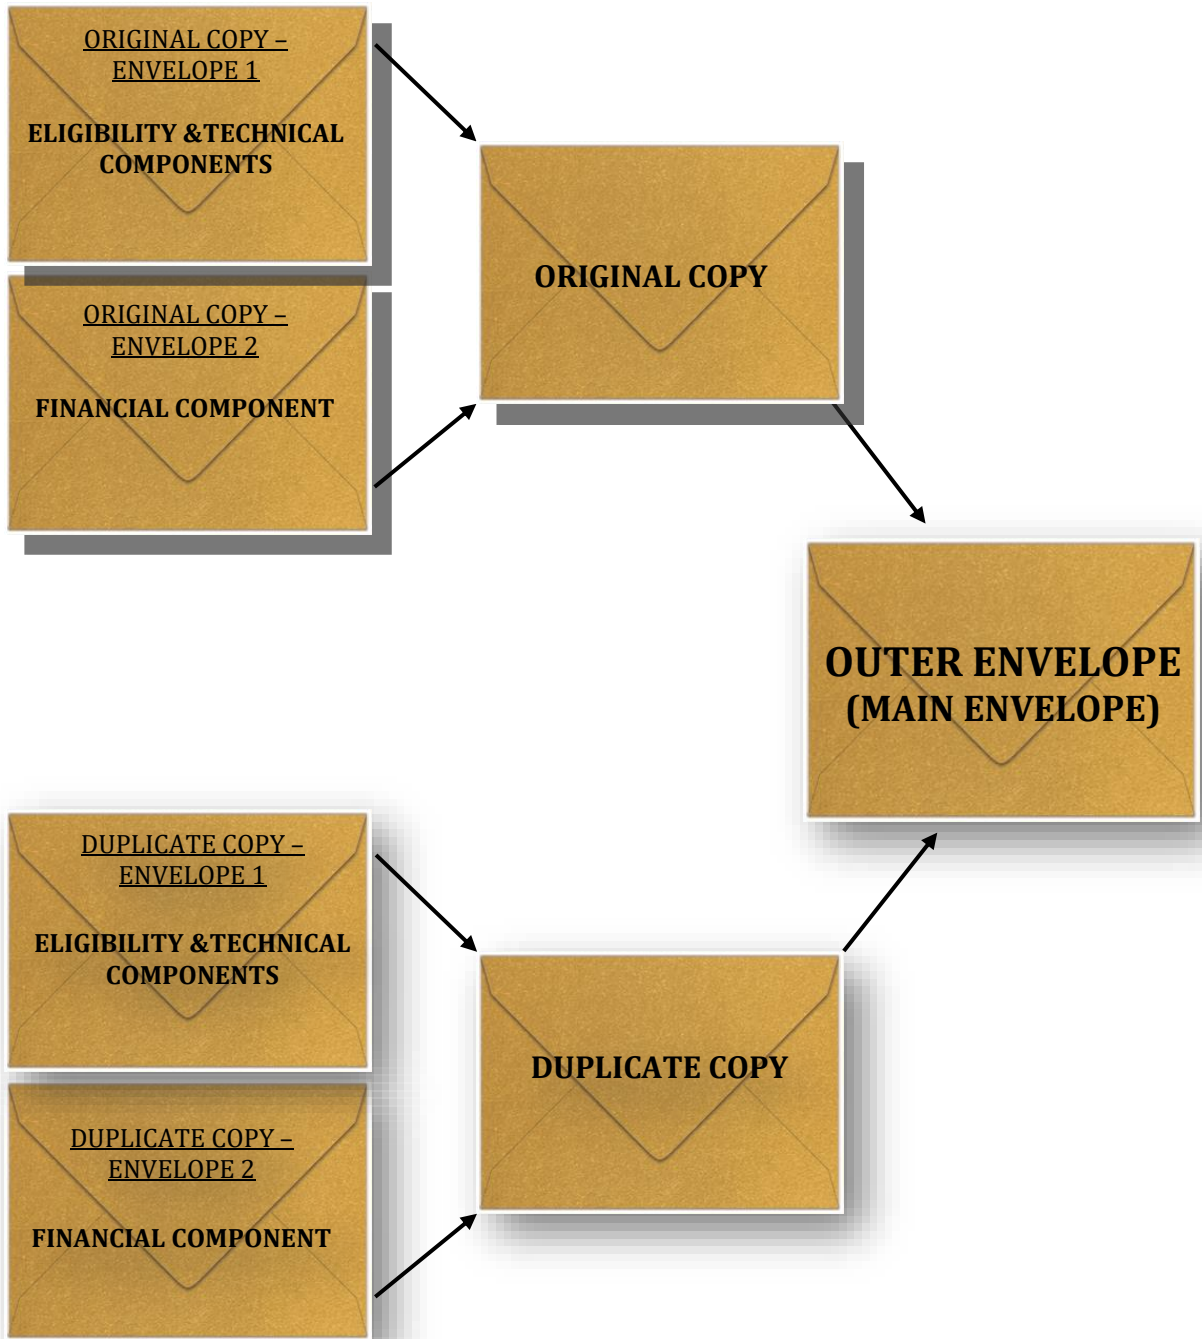 ORIGINAL COPY –
ENVELOPE 1
ELIGIBILITY &TECHNICAL
COMPONENTS
ORIGINAL COPY –
ENVELOPE 2
FINANCIAL COMPONENT
ORIGINAL COPY
OUTER ENVELOPE
(MAIN ENVELOPE)
DUPLICATE COPY –
ENVELOPE 1
ELIGIBILITY &TECHNICAL
COMPONENTS
DUPLICATE COPY –
ENVELOPE 2
FINANCIAL COMPONENT
DUPLICATE COPY